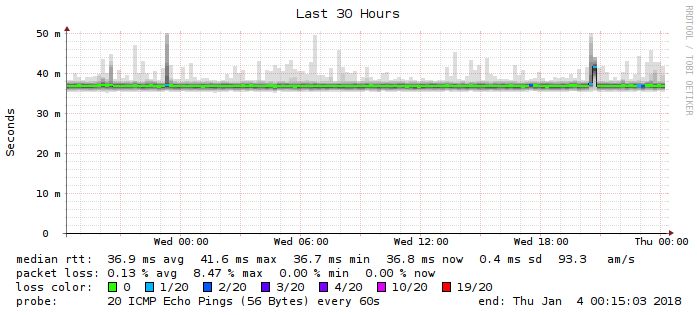 Last 30 Hours
RRDTOOL / TOBI OETIKER
Seconds
50 m
40 m
30 m
20 m
10 m
0
Wed 00:00 Wed 06:00 Wed 12:00 Wed 18:00 Thu 00:00
median rtt: 36.9 ms avg 41.6 ms max 36.7 ms min 36.8 ms now 0.4 ms sd 93.3 am/s
packet loss: 0.13 % avg 8.47 % max 0.00 % min 0.00 % now
loss color: 0 1/20 2/20 3/20 4/20 10/20 19/20
probe: 20 ICMP Echo Pings (56 Bytes) every 60s end: Thu Jan 4 00:15:03 2018